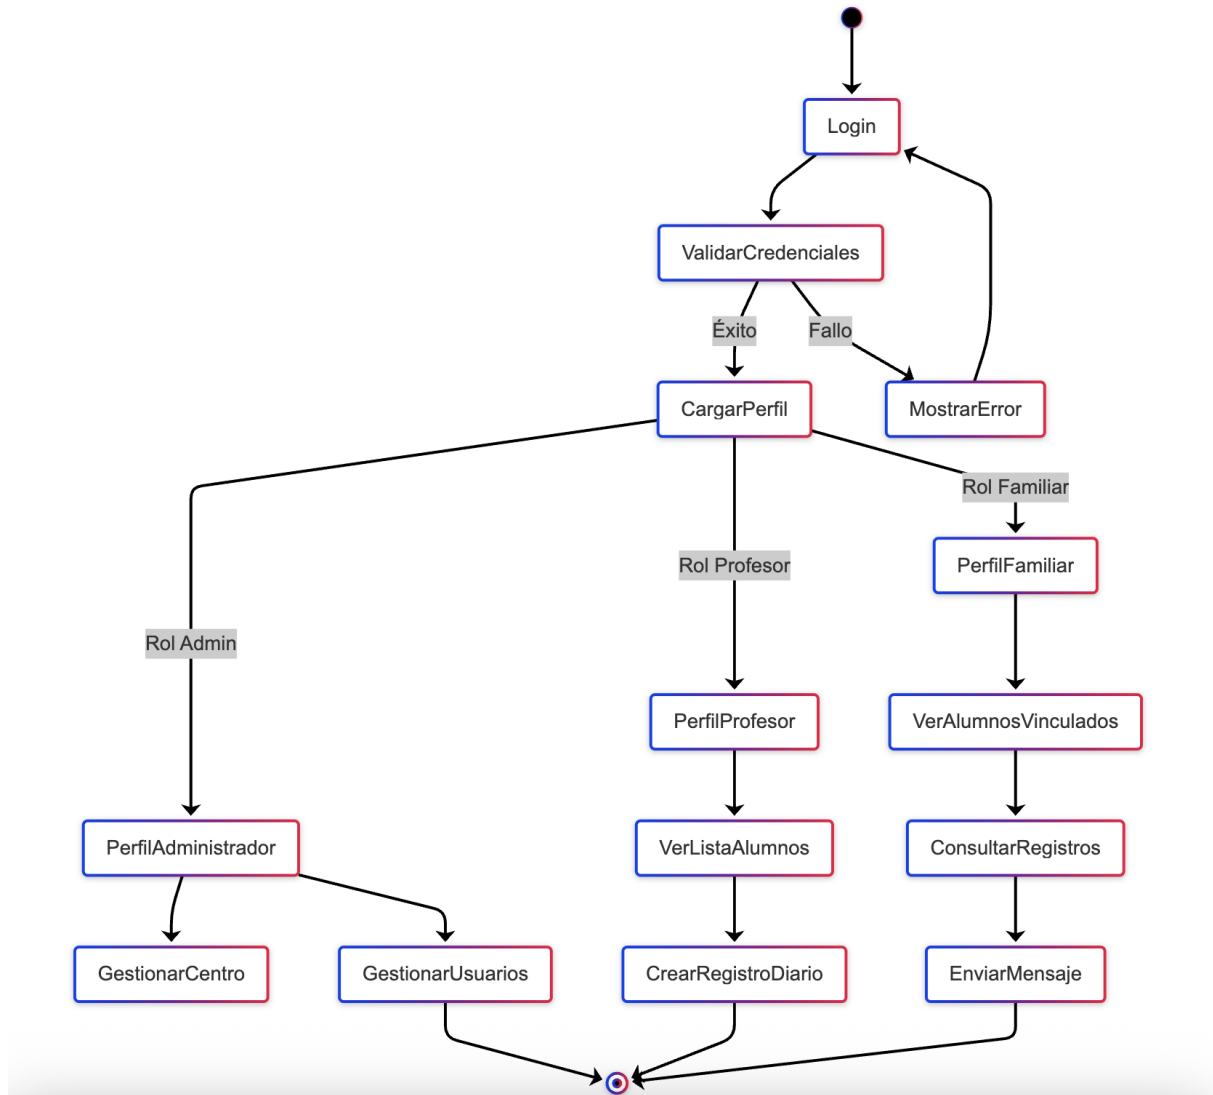 Login
ValidarCredenciales
Éxito
Fallo
CargarPerfil
MostrarError
Rol Familiar
Rol Profesor
PerfilFamiliar
Rol Admin
PerfilProfesor
VerAlumnosVinculados
PerfilAdministrador
VerListaAlumnos
ConsultarRegistros
GestionarCentro
GestionarUsuarios
CrearRegistroDiario
EnviarMensaje